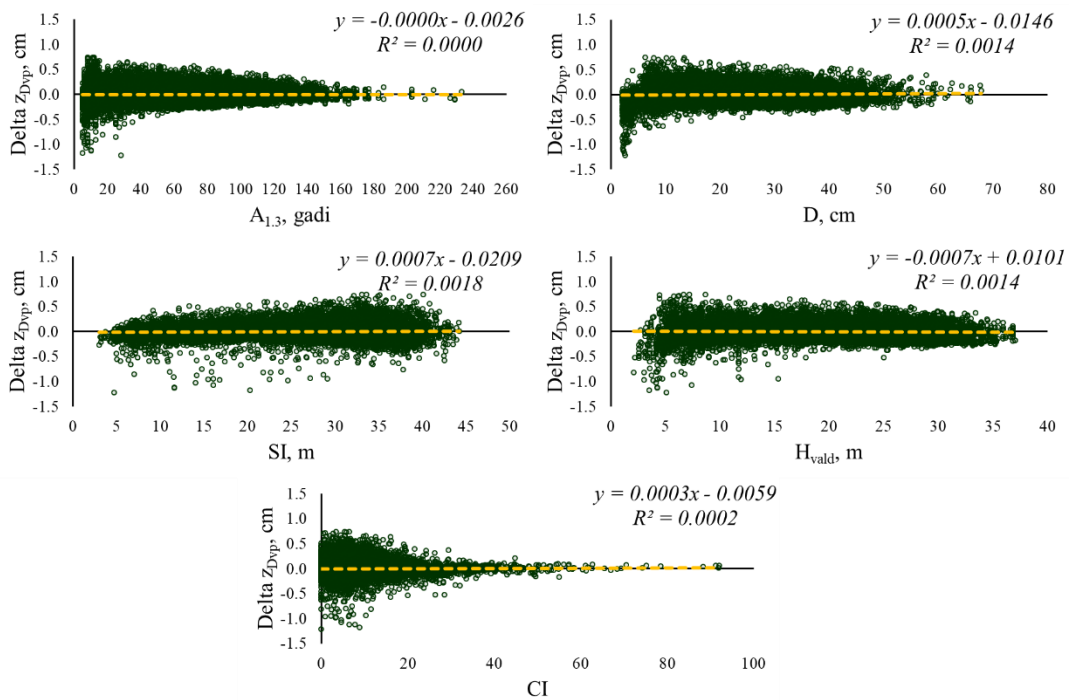 y = -0.0000x - 0.0026
R² = 0.0000
Delta z_Dvp, cm
1.5
1.0
0.5
0.0
-0.5
-1.0
-1.5
0 20 40 60 80 100 120 140 160 180 200 220 240 260
A_1.3, gadi
y = 0.0005x - 0.0146
R² = 0.0014
Delta z_Dvp, cm
1.5
1.0
0.5
0.0
-0.5
-1.0
-1.5
0 10 20 30 40 50 60 70 80
D, cm
y = 0.0007x - 0.0209
R² = 0.0018
Delta z_Dvp, cm
1.5
1.0
0.5
0.0
-0.5
-1.0
-1.5
0 5 10 15 20 25 30 35 40 45 50
SI, m
y = -0.0007x + 0.0101
R² = 0.0014
Delta z_Dvp, cm
1.5
1.0
0.5
0.0
-0.5
-1.0
-1.5
0 5 10 15 20 25 30 35 40
H_vald, m
y = 0.0003x - 0.0059
R² = 0.0002
Delta z_Dvp, cm
1.5
1.0
0.5
0.0
-0.5
-1.0
-1.5
0 20 40 60 80 100
CI